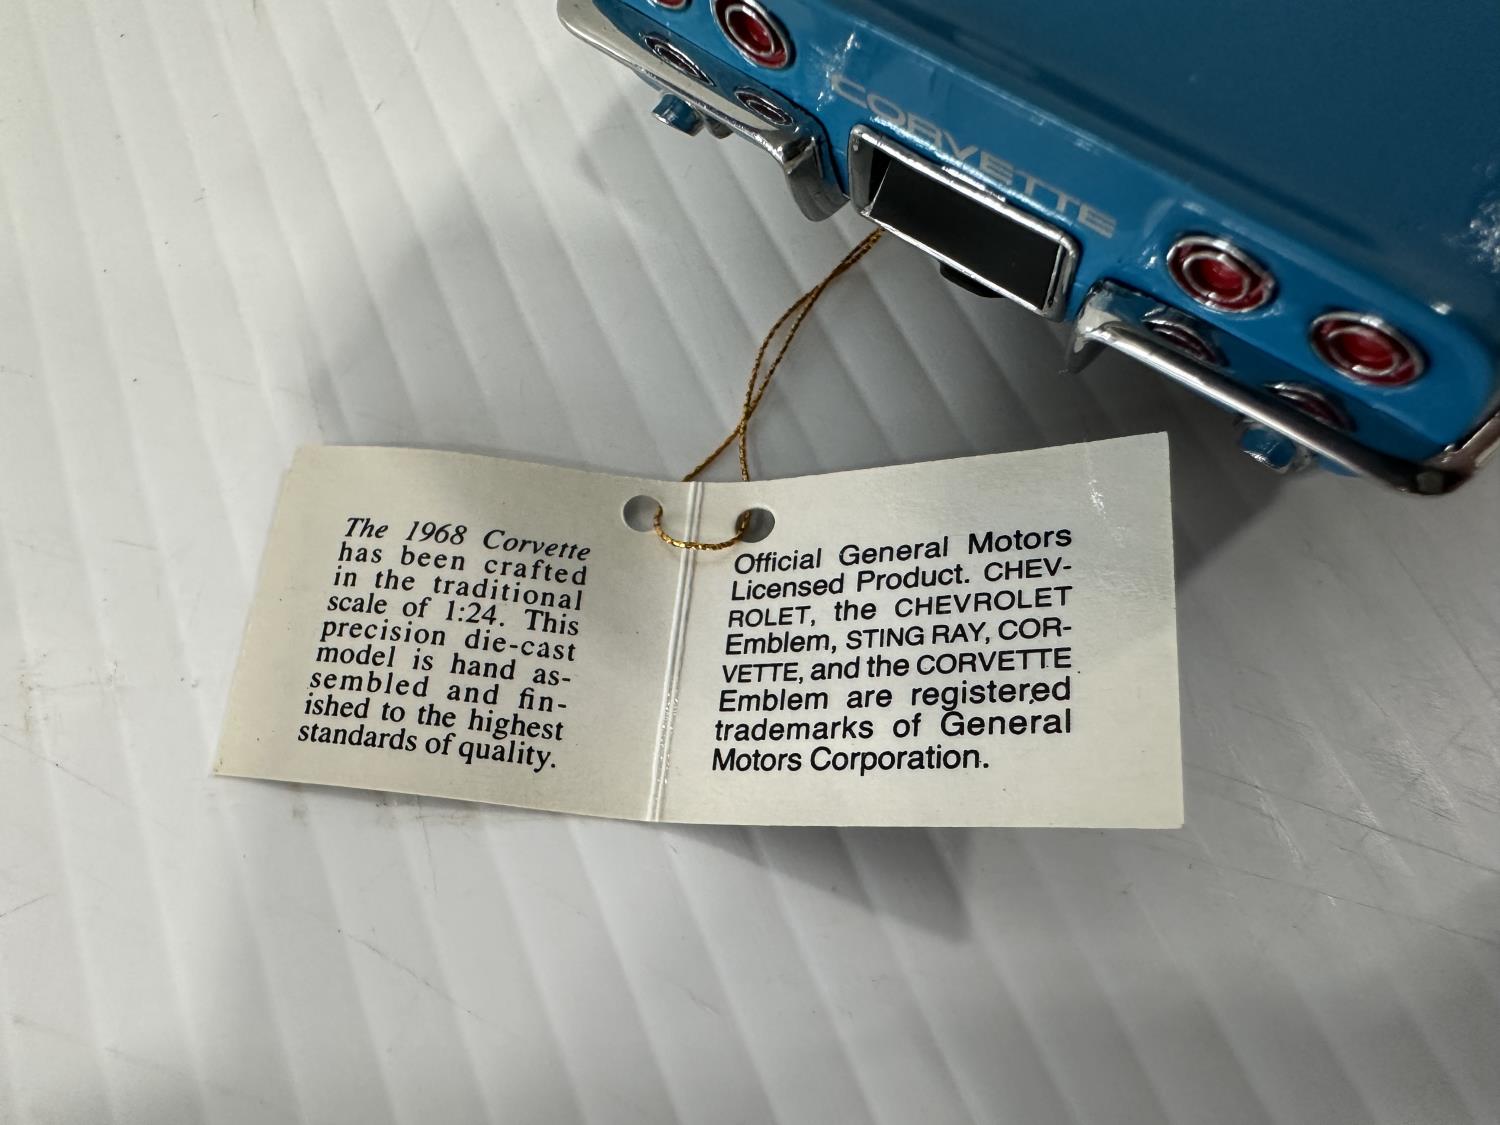 CORVETTE
The 1968 Corvette
has been crafted
in the traditional
scale of 1:24. This
precision die-cast
model is hand as-
sembled and fin-
ished to the highest
standards of quality.
Official General Motors
Licensed Product. CHEV-
ROLET, the CHEVROLET
Emblem, STING RAY, COR-
VETTE, and the CORVETTE
Emblem are registered
trademarks of General
Motors Corporation.